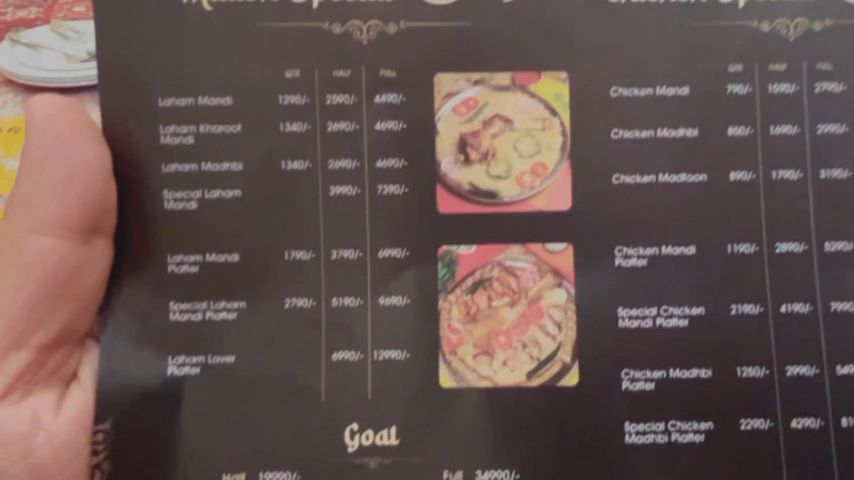 QTR HALF FULL
Laham Mandi 1290/- 2590/- 4490/-
Laham Kharoof
Mandi 1340/- 2690/- 4690/-
Laham Madhbi 1340/- 2690/- 4690/-
Special Laham
Mandi 3990/- 7390/-
Laham Mandi
Platter 1790/- 3790/- 6990/-
Special Laham
Mandi Platter 2790/- 5190/- 9690/-
Laham Lover
Platter 6990/- 12990/-
Goat
Half 19990/- Full 34990/-
QTR HALF FULL
Chicken Mandi 790/- 1590/- 2790/-
Chicken Madhbi 850/- 1690/- 2990/-
Chicken Madfoon 890/- 1790/- 3190/-
Chicken Mandi
Platter 1190/- 2890/- 5290/-
Special Chicken
Mandi Platter 2190/- 4190/- 7990
Chicken Madhbi
Platter 1250/- 2990/- 549
Special Chicken
Madhbi Platter 2290/- 4290/- 81